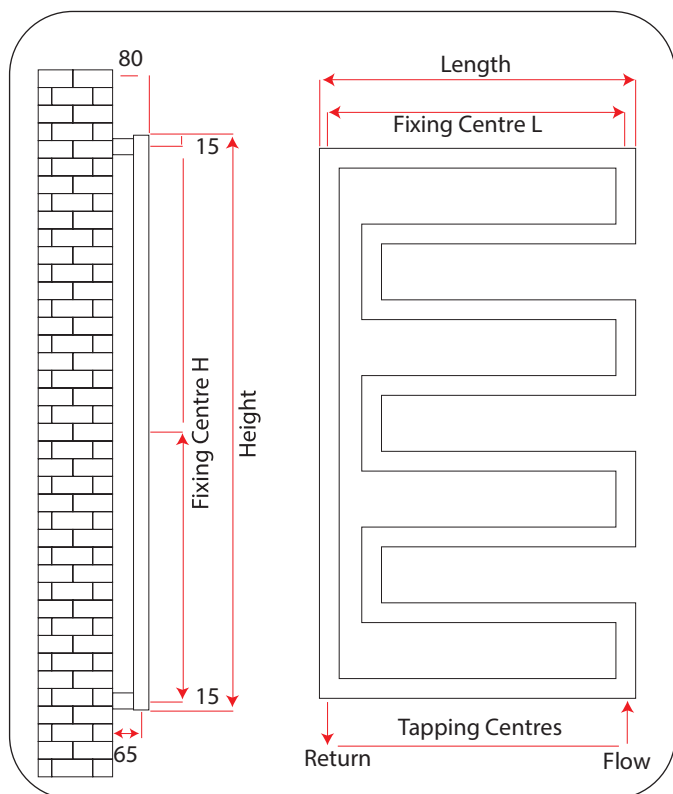 80
Length
Fixing Centre L
15
Fixing Centre H
Height
15
65
Tapping Centres
Return
Flow